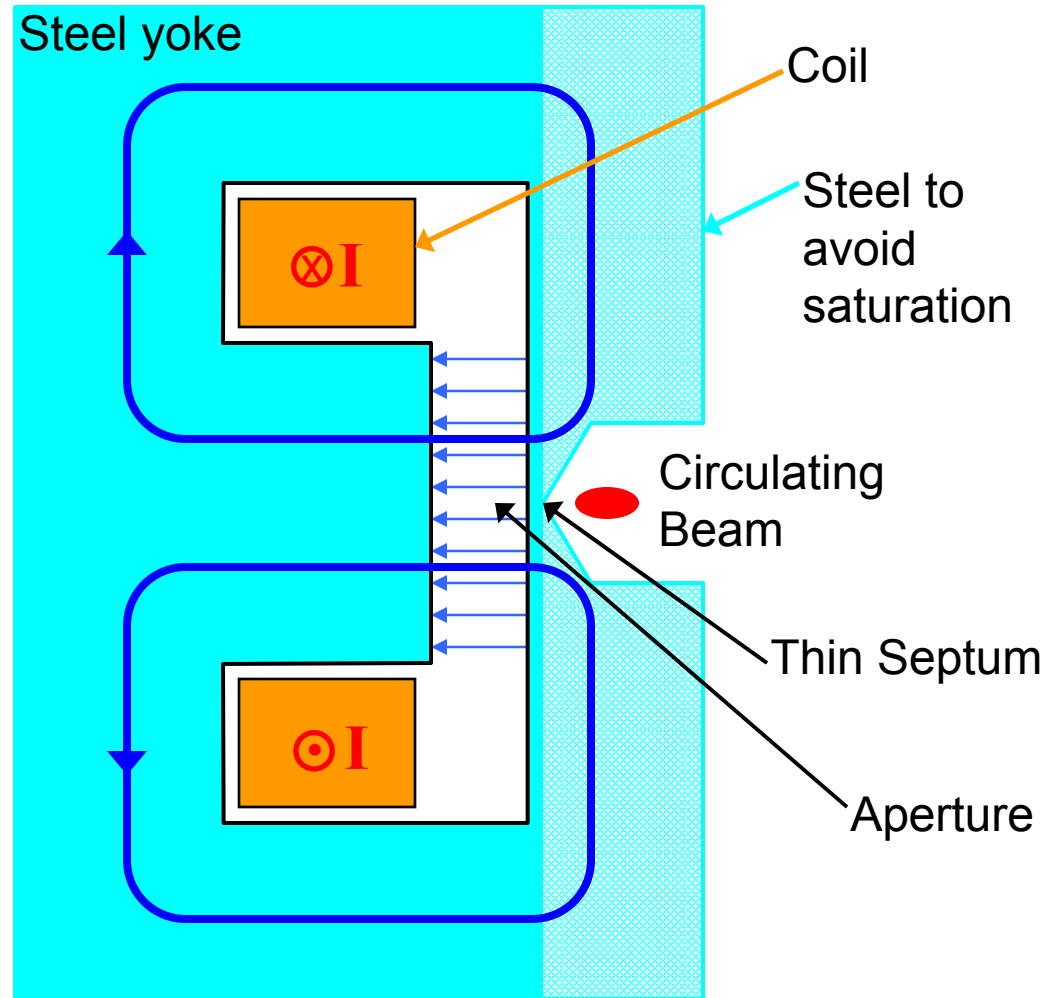 Steel yoke
Coil
Steel to
avoid
saturation
⊗I
Circulating
Beam
Thin Septum
⊙I
Aperture